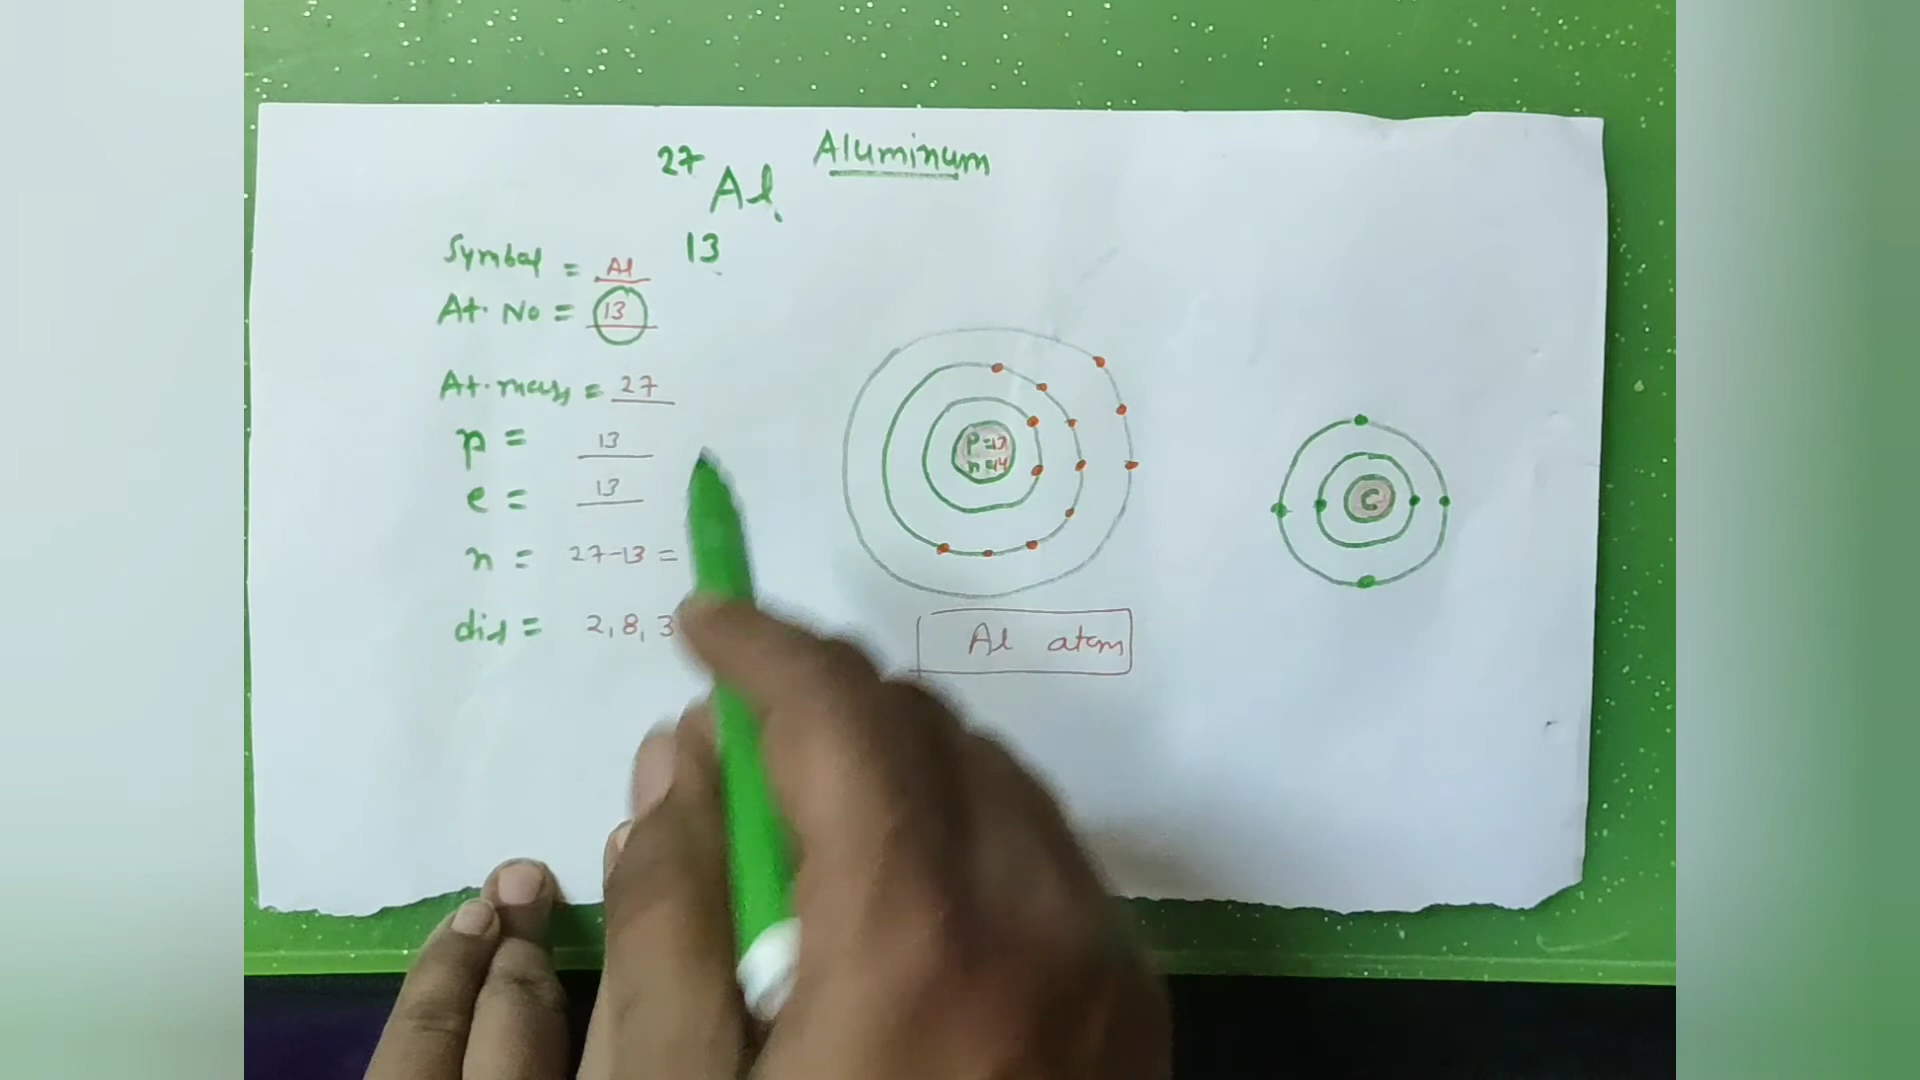 27 Al Aluminum
13
Symbol = Al
At. No = 13
At. mass = 27
p = 13
e = 13
n = 27-13 =
dis = 2, 8, 3
p=13
n=14
Al atom
C